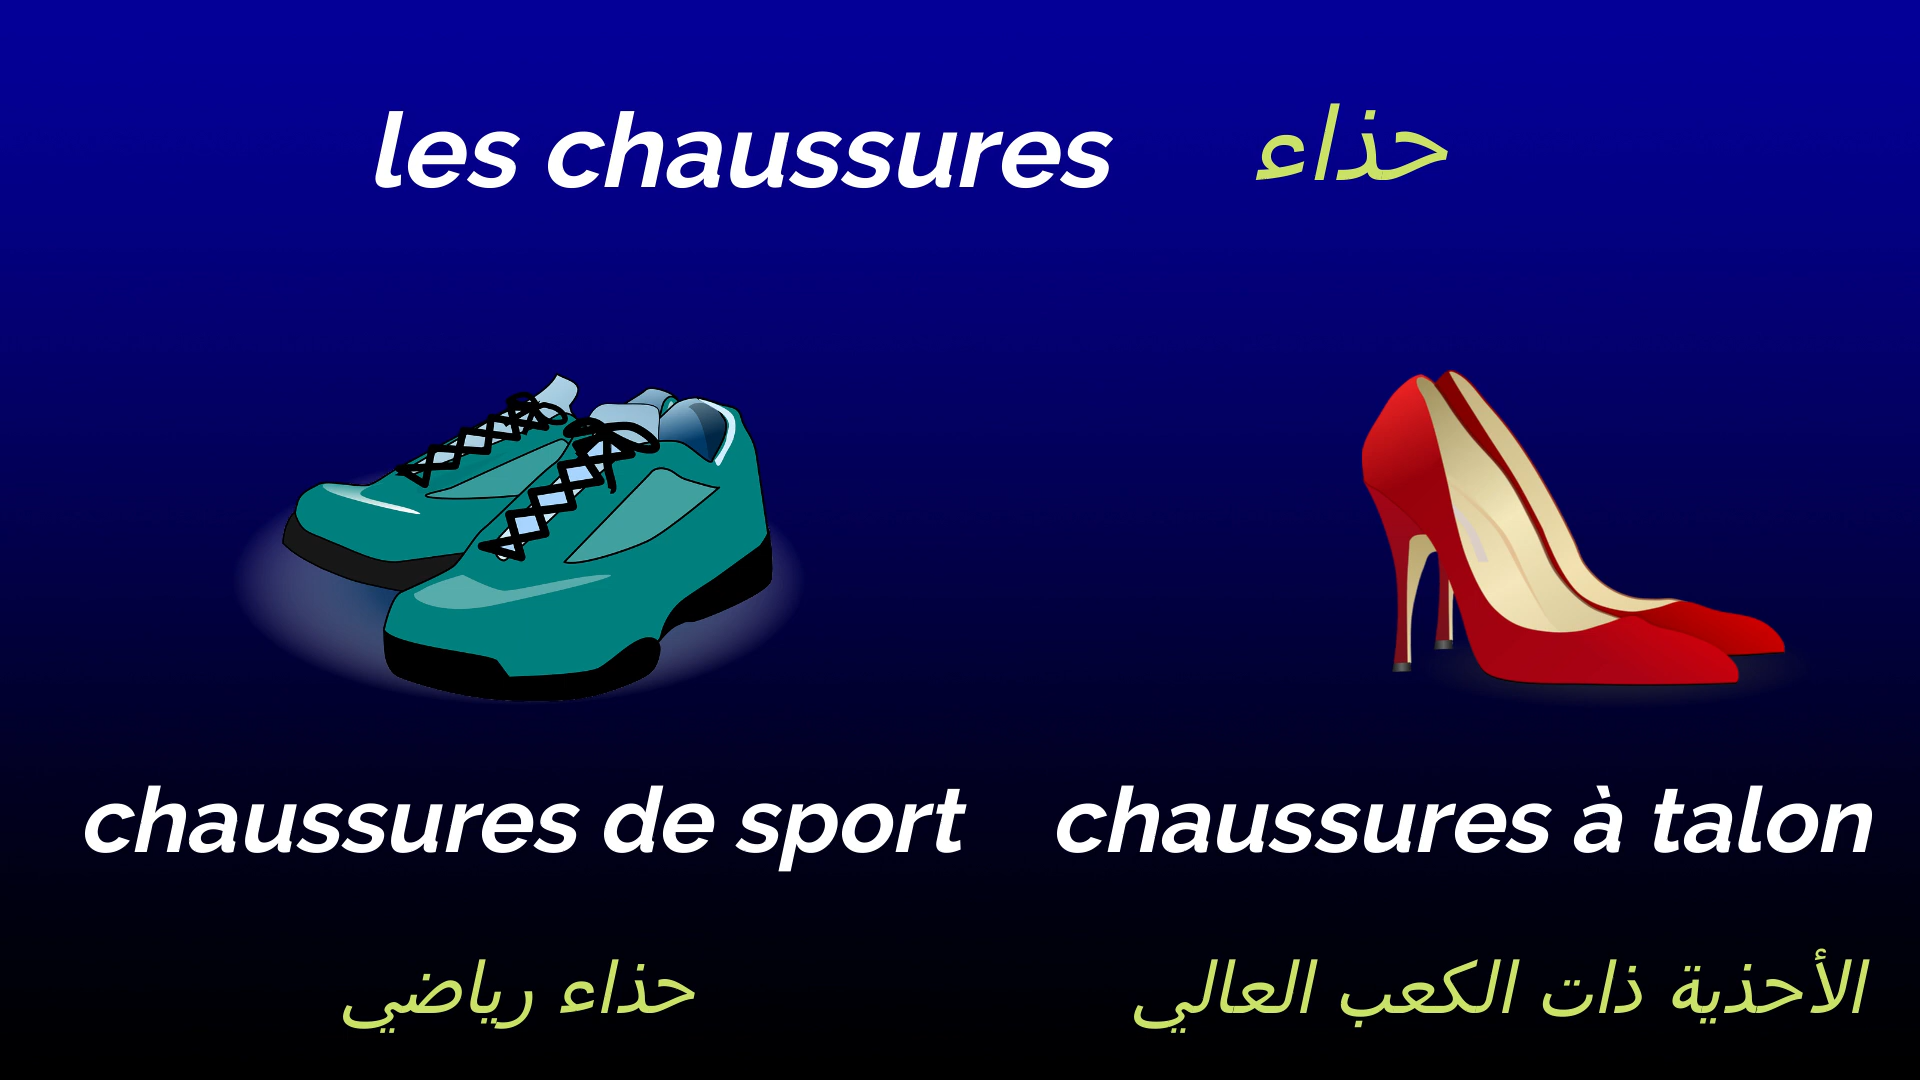 les chaussures حذاء
chaussures de sport
chaussures à talon
حذاء رياضي
الأحذية ذات الكعب العالي